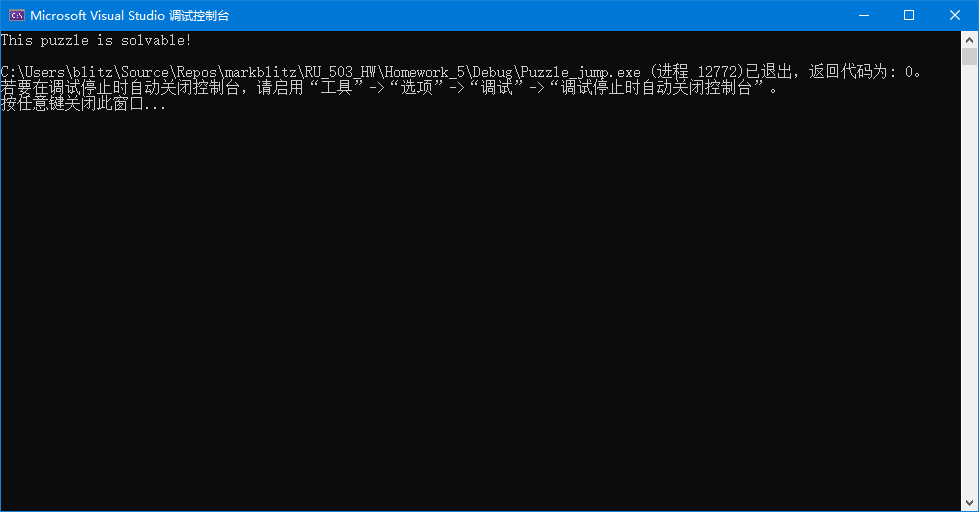 Microsoft Visual Studio 调试控制台
This puzzle is solvable!
C:\Users\blitz\Source\Repos\markblitz\RU_503_HW\Homework_5\Debug\Puzzle_jump.exe (进程 12772)已退出,返回代码为: 0。
若要在调试停止时自动关闭控制台,请启用“工具”->“选项”->“调试”->“调试停止时自动关闭控制台”。
按任意键关闭此窗口...